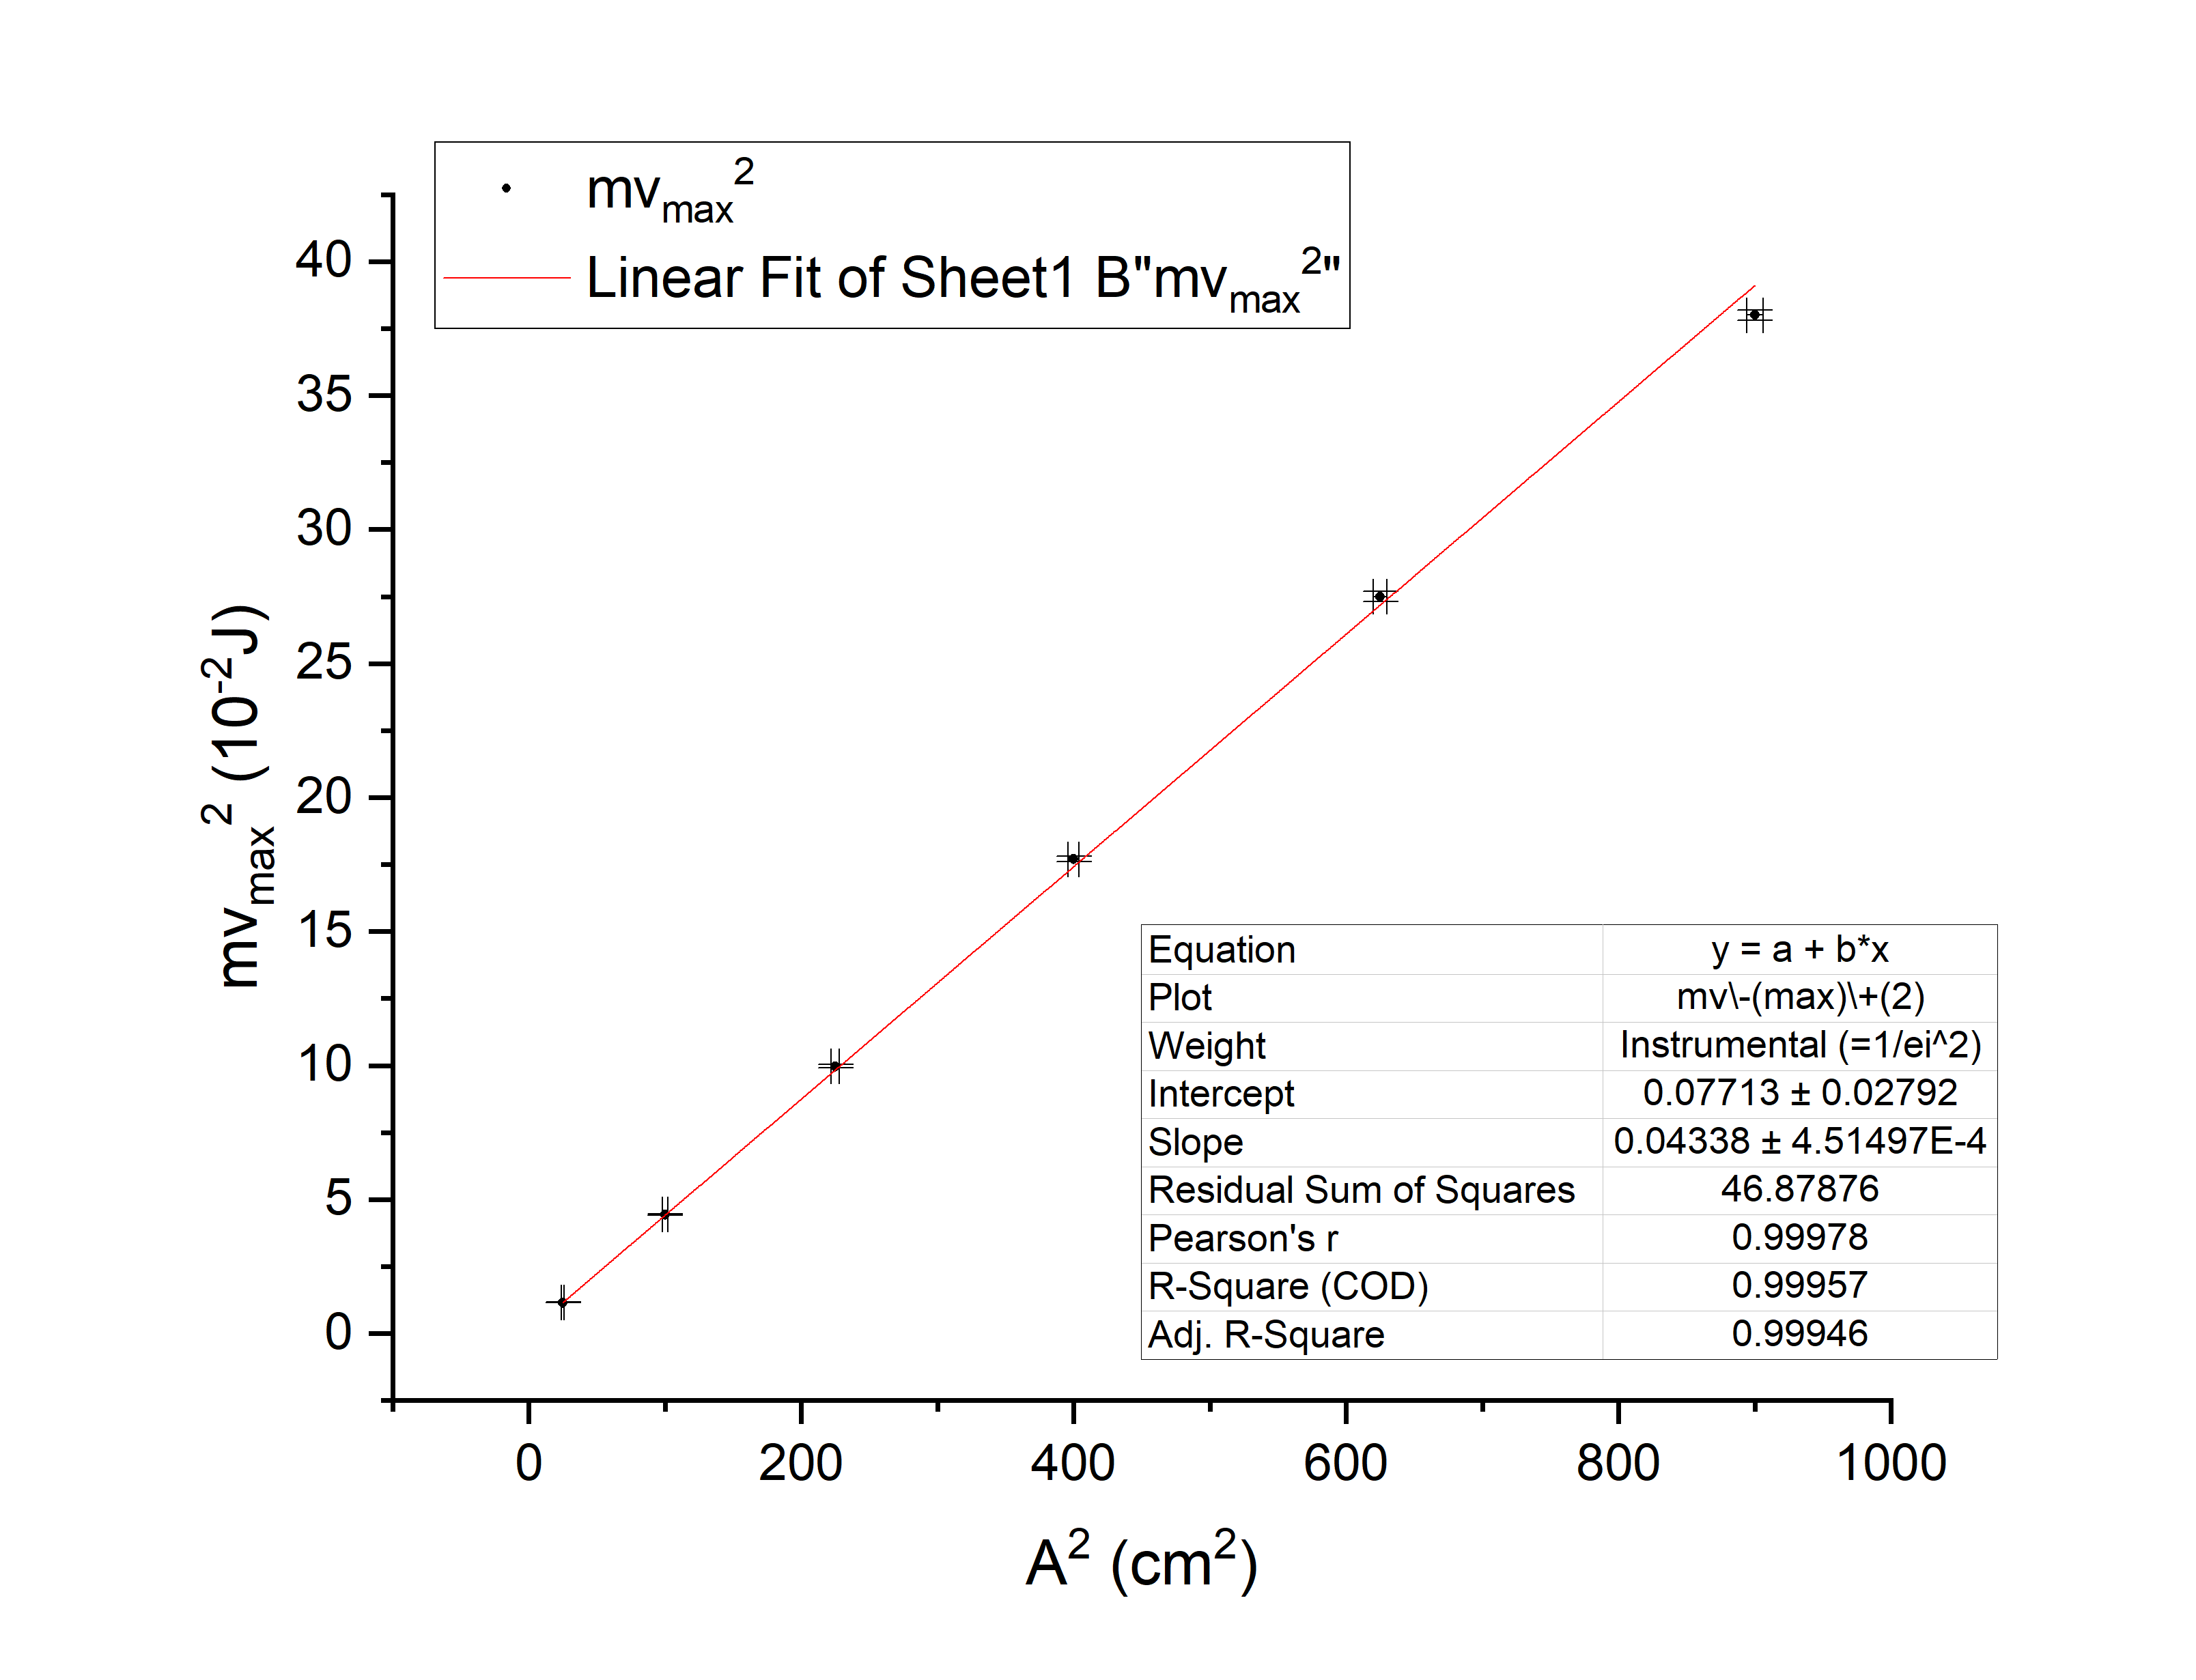 mvmax2
Linear Fit of Sheet1 B"mvmax2"
40
35
30
25
20
15
10
5
0
mvmax2 (10-2J)
Equation y = a + b*x
Plot mv\-(max)\+(2)
Weight Instrumental (=1/ei^2)
Intercept 0.07713 ± 0.02792
Slope 0.04338 ± 4.51497E-4
Residual Sum of Squares 46.87876
Pearson's r 0.99978
R-Square (COD) 0.99957
Adj. R-Square 0.99946
0 200 400 600 800 1000
A2 (cm2)